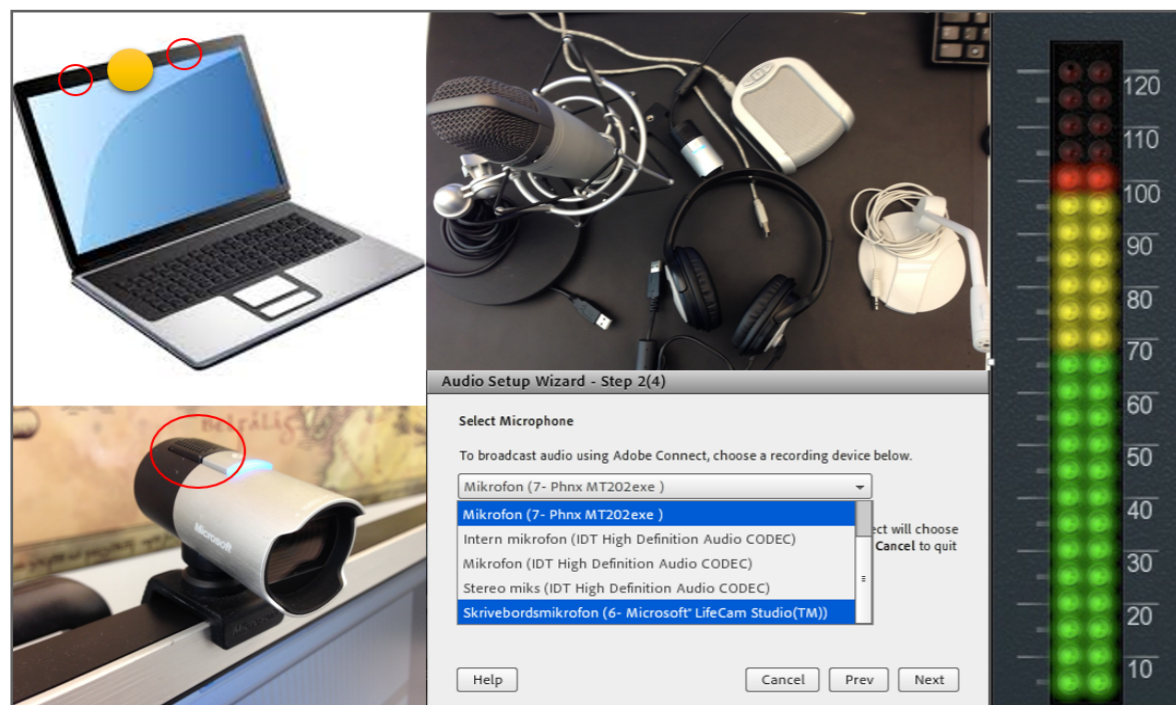 Audio Setup Wizard - Step 2(4)
Select Microphone
To broadcast audio using Adobe Connect, choose a recording device below.
Mikrofon (7- Phnx MT202exe )
Mikrofon (7- Phnx MT202exe )
Intern mikrofon (IDT High Definition Audio CODEC)
Mikrofon (IDT High Definition Audio CODEC)
Stereo miks (IDT High Definition Audio CODEC)
Skrivebordsmikrofon (6- Microsoft® LifeCam Studio(TM))
ect will choose
Cancel to quit
Help
Cancel
Prev
Next
Microsoft
120
110
100
90
80
70
60
50
40
30
20
10